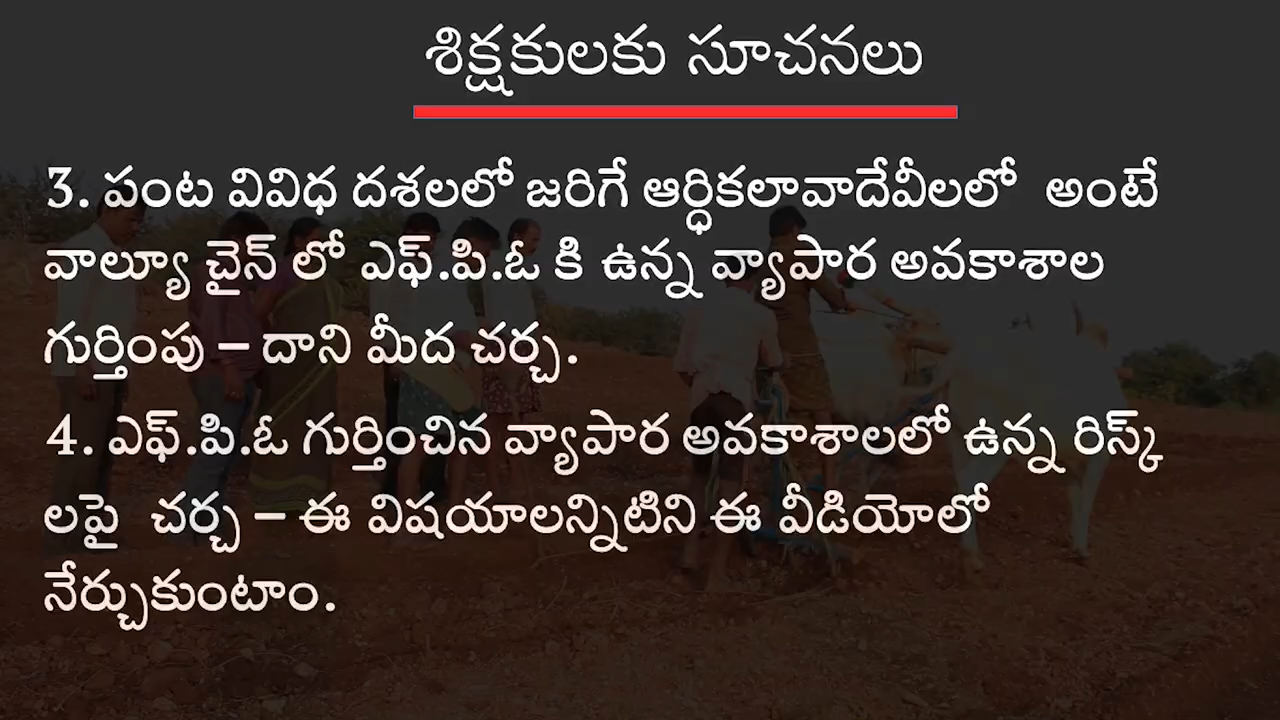 శిక్షకులకు సూచనలు
3. పంట వివిధ దశలలో జరిగే ఆర్ధికలావాదేవీలలో అంటే
వాల్యూ చైన్ లో ఎఫ్.పి.ఓ కి ఉన్న వ్యాపార అవకాశాల
గుర్తింపు – దాని మీద చర్చ.
4. ఎఫ్.పి.ఓ గుర్తించిన వ్యాపార అవకాశాలలో ఉన్న రిస్క్
లపై చర్చ – ఈ విషయాలన్నిటిని ఈ వీడియోలో
నేర్చుకుంటాం.